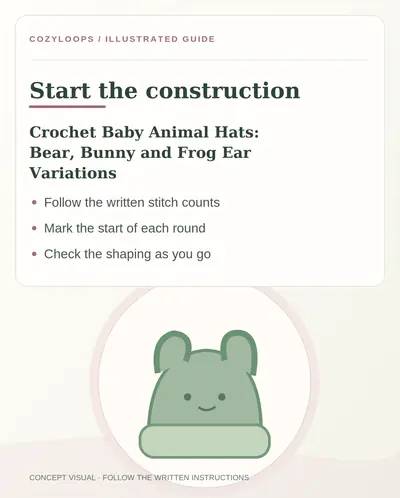 COZYLOOPS / ILLUSTRATED GUIDE
Start the construction
Crochet Baby Animal Hats:
Bear, Bunny and Frog Ear
Variations
• Follow the written stitch counts
• Mark the start of each round
• Check the shaping as you go
CONCEPT VISUAL · FOLLOW THE WRITTEN INSTRUCTIONS